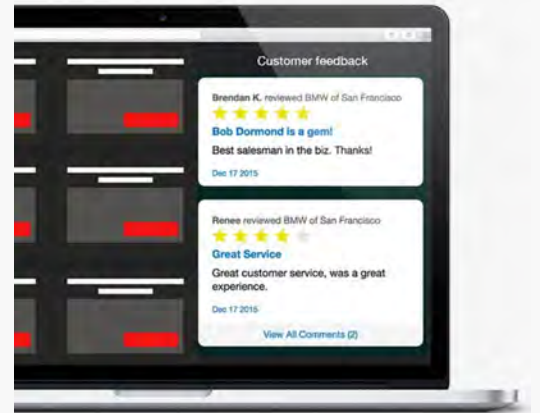 Customer feedback
Brendan K. reviewed BMW of San Francisco
Bob Dormond is a gem!
Best salesman in the biz. Thanks!
Dec 17 2015
Renee reviewed BMW of San Francisco
Great Service
Great customer service, was a great
experience.
Dec 17 2015
View All Comments (2)